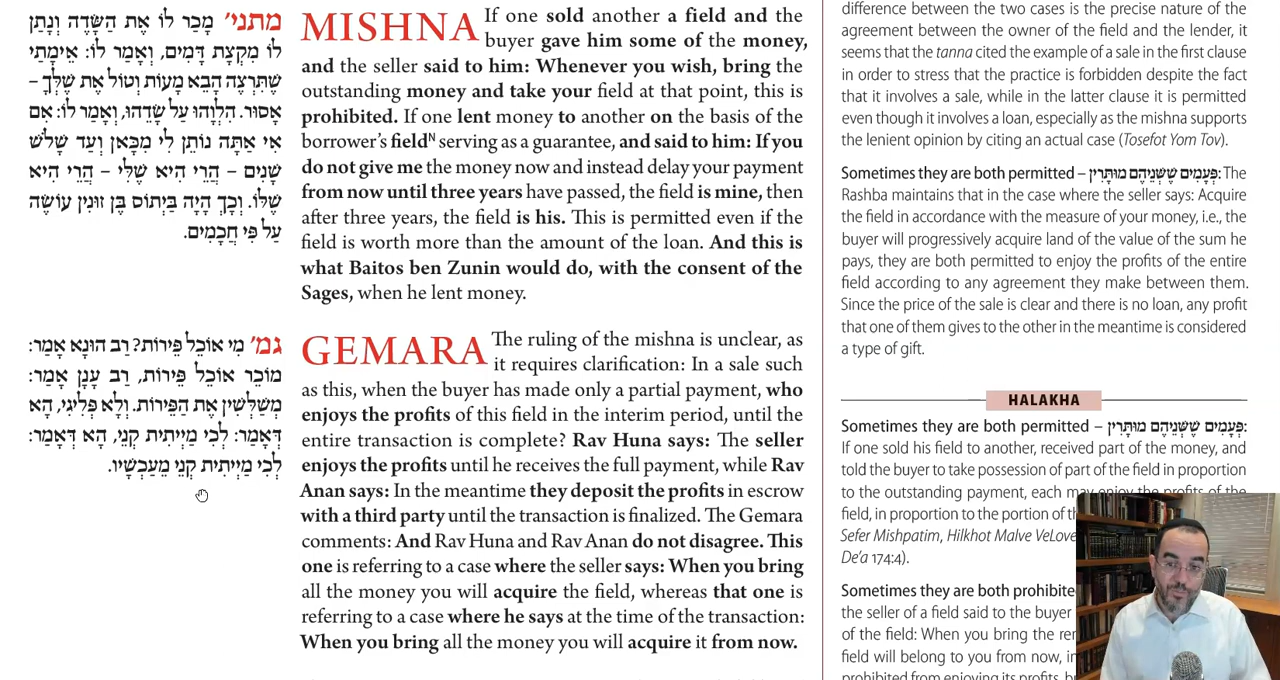 מתני׳ מָכַר לוֹ אֶת הַשָּׂדֶה וְנָתַן
לוֹ מִקְצָת דָּמִים, וְאָמַר לוֹ: אֵימָתַי
שֶׁתִּרְצֶה הָבֵא מָעוֹת וְטוֹל אֶת שֶׁלְּךָ –
אָסוּר. הִלְוָהוּ עַל שָׂדֵהוּ, וְאָמַר לוֹ: אִם
אִי אַתָּה נוֹתֵן לִי מִכָּאן וְעַד שָׁלֹשׁ
שָׁנִים – הֲרֵי הִיא שֶׁלִּי – הֲרֵי הִיא
שֶׁלּוֹ. וְכָךְ הָיָה בַּיְתוֹס בֶּן זוּנִין עוֹשֶׂה
עַל פִּי חֲכָמִים.
גמ׳ מִי אוֹכֵל פֵּירוֹת? רַב הוּנָא אָמַר:
מוֹכֵר אוֹכֵל פֵּירוֹת, רַב עָנָן אָמַר:
מְשַׁלְּשִׁין אֶת הַפֵּירוֹת. וְלָא פְּלִיגִי, הָא
דְּאָמַר: לְכִי מַיְיתִית קְנֵי, הָא דְּאָמַר:
לְכִי מַיְיתִית קְנֵי מֵעַכְשָׁיו.
MISHNA If one sold another a field and the
buyer gave him some of the money,
and the seller said to him: Whenever you wish, bring the
outstanding money and take your field at that point, this is
prohibited. If one lent money to another on the basis of the
borrower's fieldᴺ serving as a guarantee, and said to him: If you
do not give me the money now and instead delay your payment
from now until three years have passed, the field is mine, then
after three years, the field is his. This is permitted even if the
field is worth more than the amount of the loan. And this is
what Baitos ben Zunin would do, with the consent of the
Sages, when he lent money.
GEMARA The ruling of the mishna is unclear, as
it requires clarification: In a sale such
as this, when the buyer has made only a partial payment, who
enjoys the profits of this field in the interim period, until the
entire transaction is complete? Rav Huna says: The seller
enjoys the profits until he receives the full payment, while Rav
Anan says: In the meantime they deposit the profits in escrow
with a third party until the transaction is finalized. The Gemara
comments: And Rav Huna and Rav Anan do not disagree. This
one is referring to a case where the seller says: When you bring
all the money you will acquire the field, whereas that one is
referring to a case where he says at the time of the transaction:
When you bring all the money you will acquire it from now.
difference between the two cases is the precise nature of the
agreement between the owner of the field and the lender, it
seems that the tanna cited the example of a sale in the first clause
in order to stress that the practice is forbidden despite the fact
that it involves a sale, while in the latter clause it is permitted
even though it involves a loan, especially as the mishna supports
the lenient opinion by citing an actual case (Tosefot Yom Tov).
Sometimes they are both permitted – פְּעָמִים שֶׁשְּׁנֵיהֶם מוּתָּרִין: The
Rashba maintains that in the case where the seller says: Acquire
the field in accordance with the measure of your money, i.e., the
buyer will progressively acquire land of the value of the sum he
pays, they are both permitted to enjoy the profits of the entire
field according to any agreement they make between them.
Since the price of the sale is clear and there is no loan, any profit
that one of them gives to the other in the meantime is considered
a type of gift.
HALAKHA
Sometimes they are both permitted – פְּעָמִים שֶׁשְּׁנֵיהֶם מוּתָּרִין:
If one sold his field to another, received part of the money, and
told the buyer to take possession of part of the field in proportion
to the outstanding payment, each may enjoy the profits of the
field, in proportion to the portion of
Sefer Mishpatim, Hilkhot Malve VeLove
De'a 174:4).
Sometimes they are both
the seller of a field said to the buyer
of the field: When you bring the
field will belong to you from now,
prohibited from enjoying its profits,